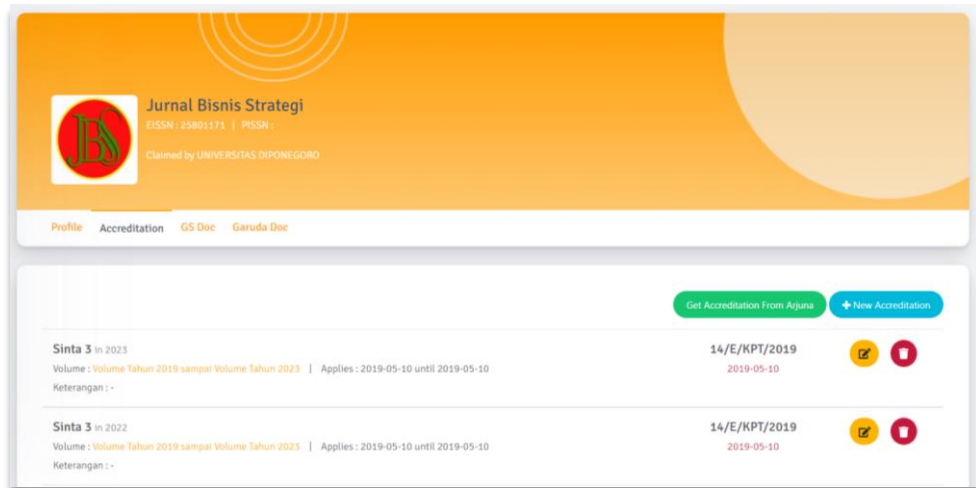 JBS
Jurnal Bisnis Strategi
EISSN : 25801171 | PISSN :
Claimed by UNIVERSITAS DIPONEGORO
Profile Accreditation GS Doc Garuda Doc
Get Accreditation From Arjuna + New Accreditation
Sinta 3 in 2023 14/E/KPT/2019
Volume : Volume Tahun 2019 sampai Volume Tahun 2023 | Applies : 2019-05-10 until 2019-05-10 2019-05-10
Keterangan : -
Sinta 3 in 2022 14/E/KPT/2019
Volume : Volume Tahun 2019 sampai Volume Tahun 2023 | Applies : 2019-05-10 until 2019-05-10 2019-05-10
Keterangan : -